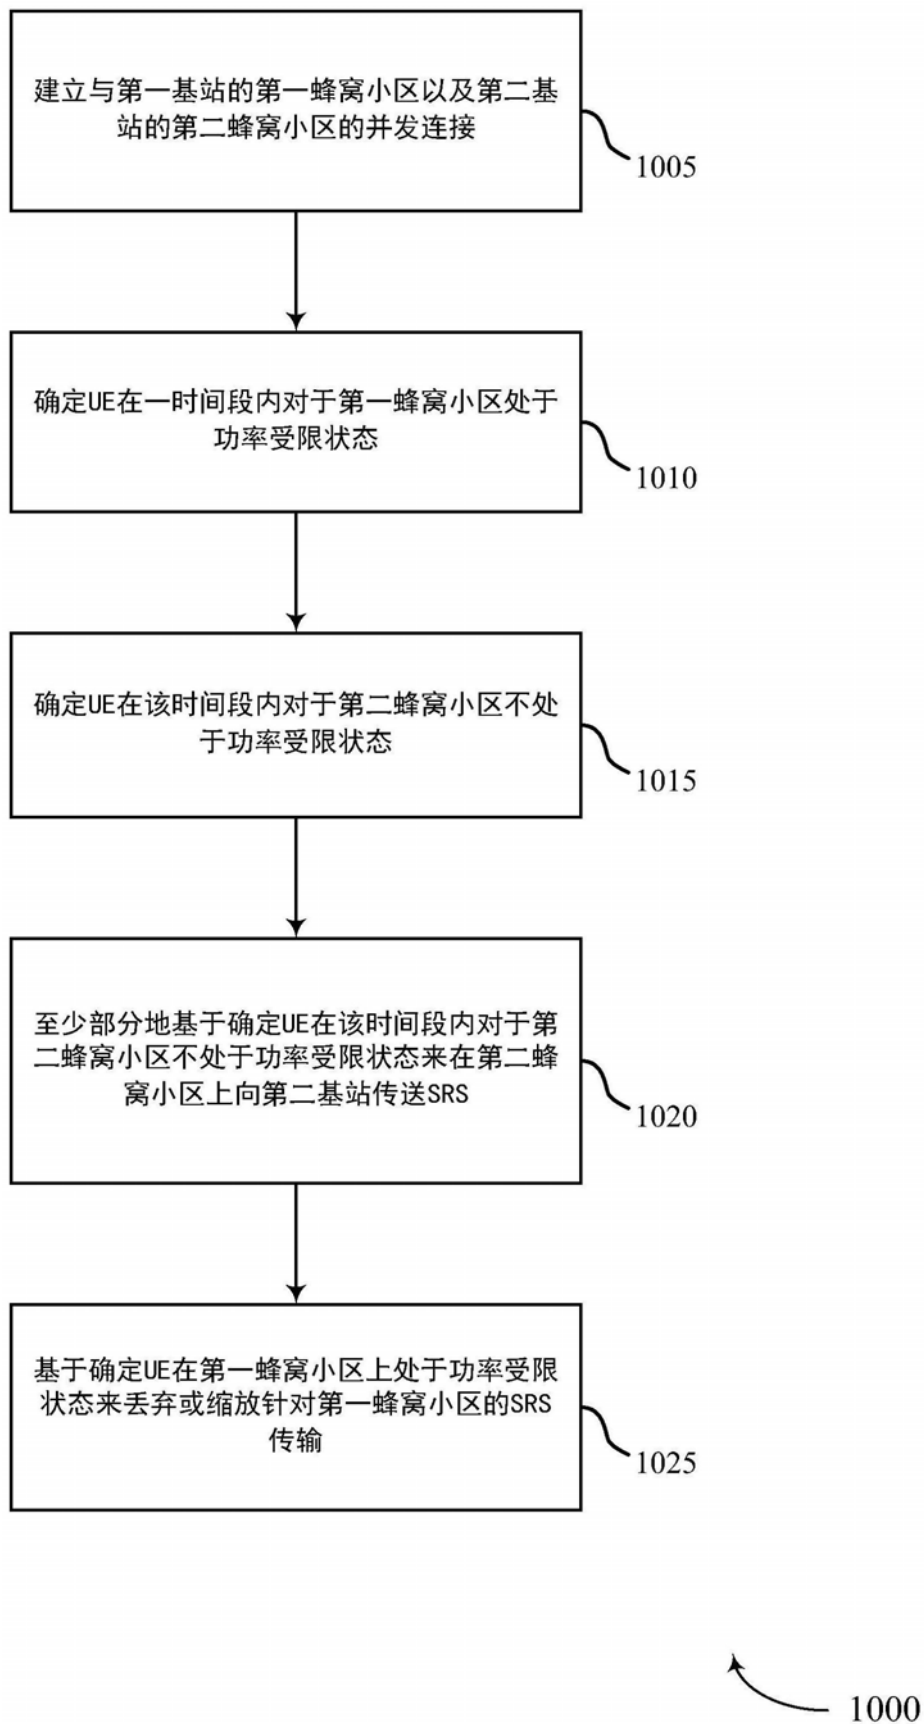 建立与第一基站的第一蜂窝小区以及第二基
站的第二蜂窝小区的并发连接
1005
确定UE在一时间段内对于第一蜂窝小区处于
功率受限状态
1010
确定UE在该时间段内对于第二蜂窝小区不处
于功率受限状态
1015
至少部分地基于确定UE在该时间段内对于第
二蜂窝小区不处于功率受限状态来在第二蜂
窝小区上向第二基站传送SRS
1020
基于确定UE在第一蜂窝小区上处于功率受限
状态来丢弃或缩放针对第一蜂窝小区的SRS
传输
1025
1000